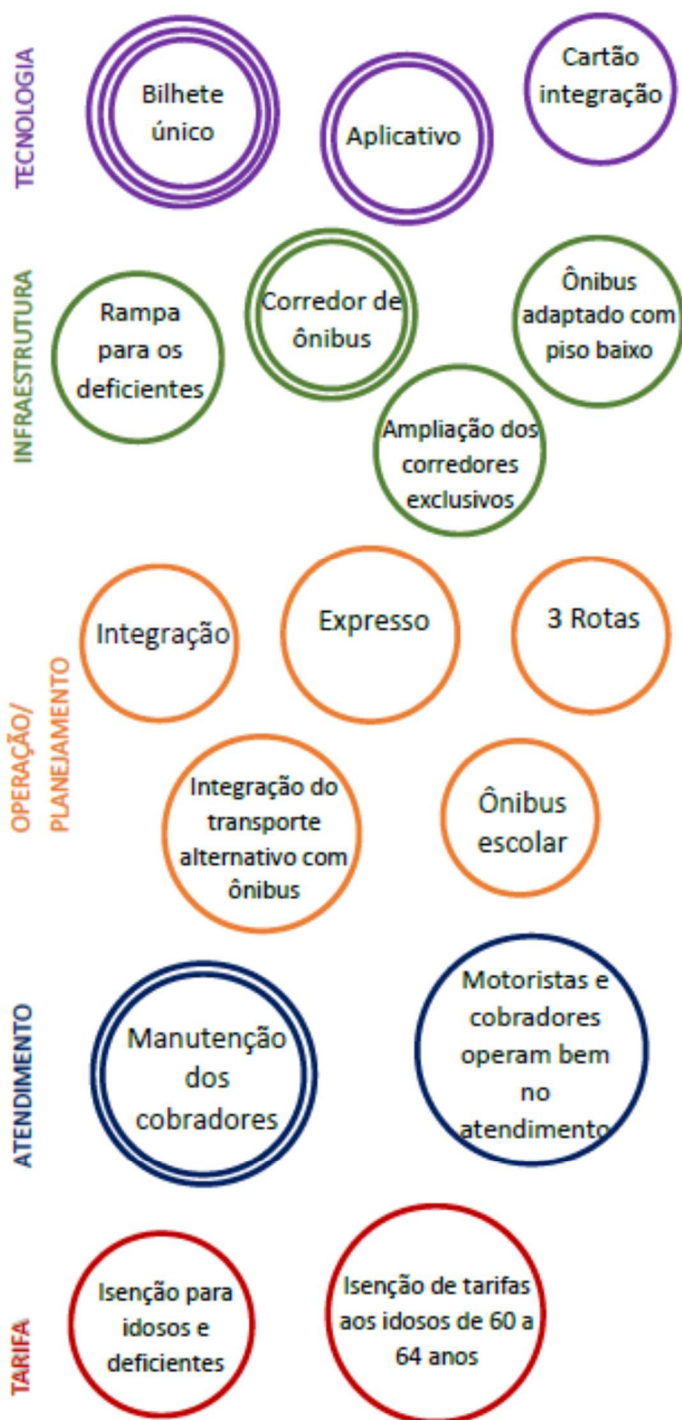 TECNOLOGIA
Bilhete
único
Aplicativo
Cartão
integração
INFRAESTRUTURA
Rampa
para os
deficientes
Corredor de
ônibus
Ônibus
adaptado com
piso baixo
Ampliação dos
corredores
exclusivos
OPERAÇÃO/
PLANEJAMENTO
Integração
Expresso
3 Rotas
Integração do
transporte
alternativo com
ônibus
Ônibus
escolar
ATENDIMENTO
Manutenção
dos
cobradores
Motoristas e
cobradores
operam bem
no
atendimento
TARIFA
Isenção para
idosos e
deficientes
Isenção de tarifas
aos idosos de 60 a
64 anos